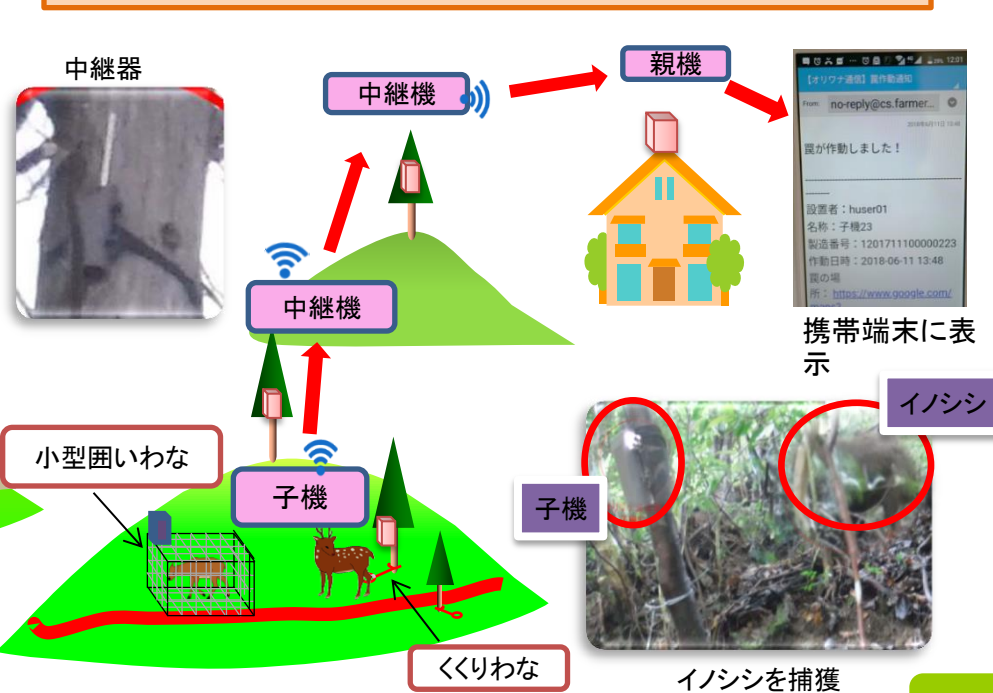 中継器
中継機
親機
12:01
【オリワナ通信】罠作動通知
From: no-reply@cs.farmer...
2018年6月11日 13:48
罠が作動しました！
設置者：huser01
名称：子機23
製造番号：1201711100000223
作動日時：2018-06-11 13:48
罠の場
所： https://www.google.com/
中継機
携帯端末に表
示
イノシシ
小型囲いわな
子機
子機
くくりわな
イノシシを捕獲